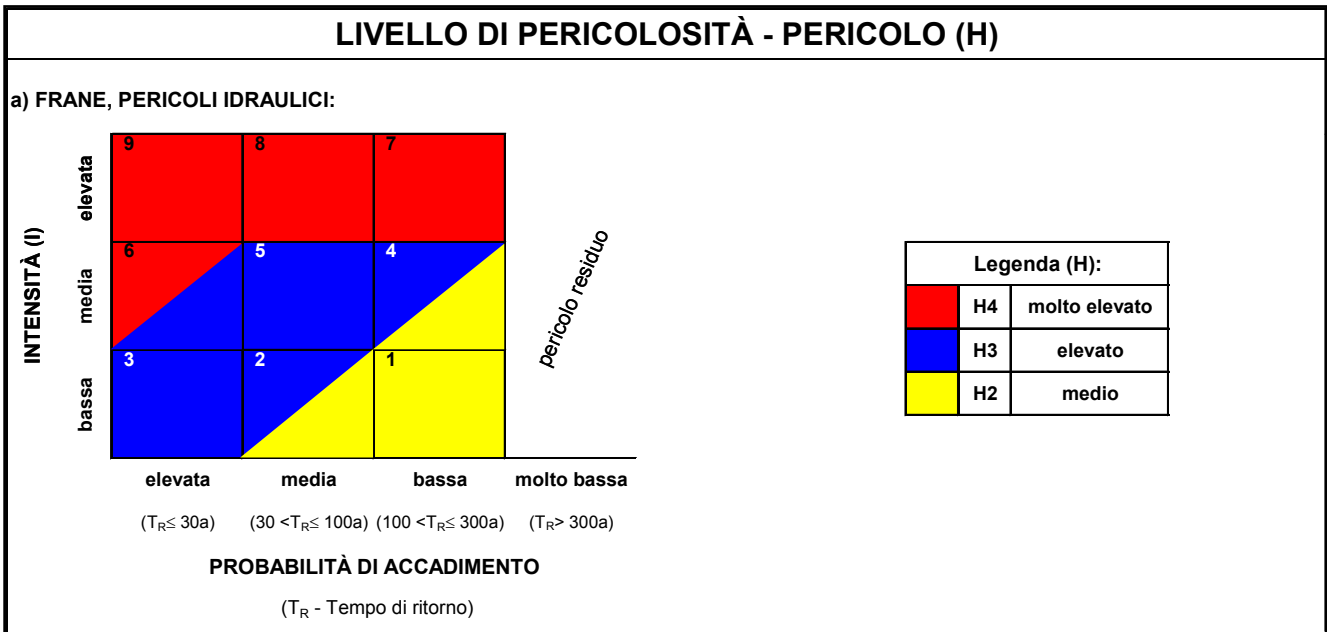 LIVELLO DI PERICOLOSITÀ - PERICOLO (H)
a) FRANE, PERICOLI IDRAULICI:
INTENSITÀ (I)
elevata
9 8 7
media
6 5 4
bassa
3 2 1
pericolo residuo
elevata media bassa molto bassa
(TR≤ 30a) (30 <TR≤ 100a) (100 <TR≤ 300a) (TR> 300a)
PROBABILITÀ DI ACCADIMENTO
(TR - Tempo di ritorno)
Legenda (H):
H4 molto elevato
H3 elevato
H2 medio